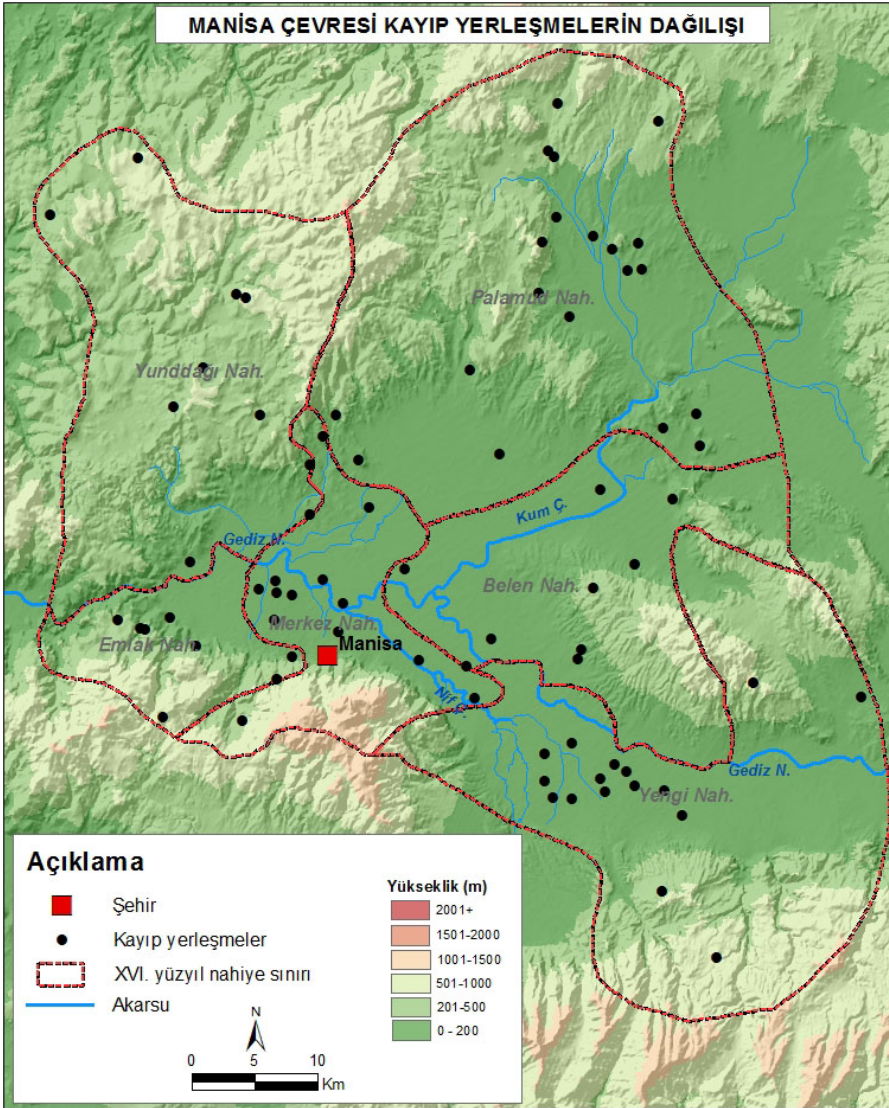 MANİSA ÇEVRESİ KAYIP YERLEŞMELERİN DAĞILIŞI
Palamud Nah.
Yunddağı Nah.
Kum Ç.
Gediz N.
Belen Nah.
Merkez Nah.
Emlak Nah.
Manisa
Nif Ç.
Gediz N.
Yengi Nah.
Açıklama
Şehir
Kayıp yerleşmeler
XVI. yüzyıl nahiye sınırı
Akarsu
N
0 5 10
Km
Yükseklik (m)
2001+
1501-2000
1001-1500
501-1000
201-500
0 - 200